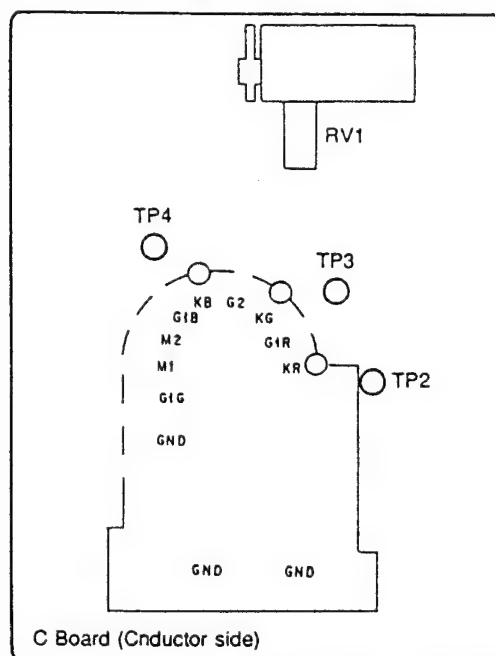 RV1
TP4
TP3
KB G2
G1B KG
M2 G1R
M1 KR
TP2
G1G
GND
GND GND
C Board (Cnductor side)